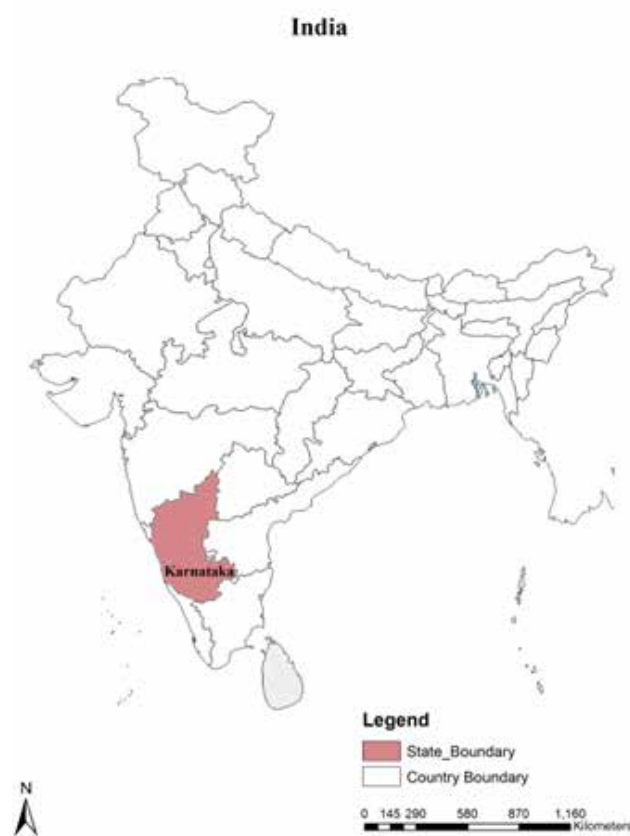 India
Karnataka
Legend
State_Boundary
Country Boundary
N
0 145 290 580 870 1,160
Kilometers